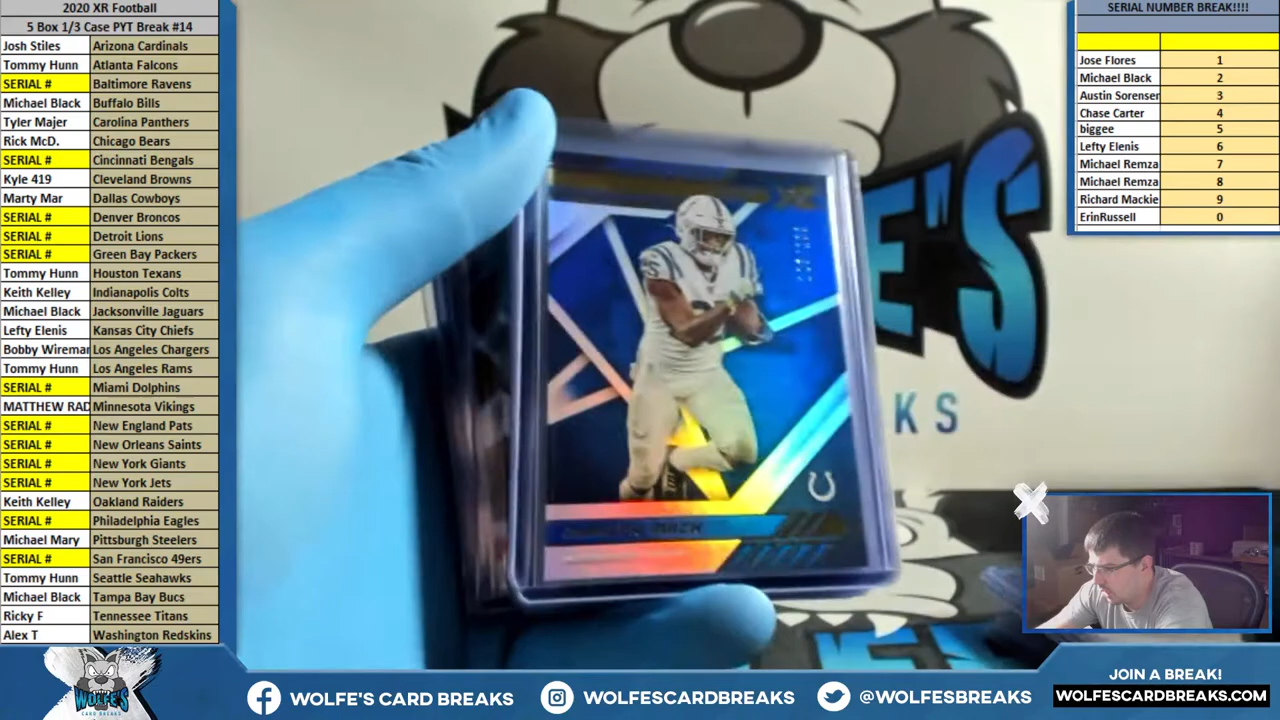 2020 XR Football
5 Box 1/3 Case PYT Break #14
Josh Stiles Arizona Cardinals
Tommy Hunn Atlanta Falcons
SERIAL # Baltimore Ravens
Michael Black Buffalo Bills
Tyler Majer Carolina Panthers
Rick McD. Chicago Bears
SERIAL # Cincinnati Bengals
Kyle 419 Cleveland Browns
Marty Mar Dallas Cowboys
SERIAL # Denver Broncos
SERIAL # Detroit Lions
SERIAL # Green Bay Packers
Tommy Hunn Houston Texans
Keith Kelley Indianapolis Colts
Michael Black Jacksonville Jaguars
Lefty Elenis Kansas City Chiefs
Bobby Wireman Los Angeles Chargers
Tommy Hunn Los Angeles Rams
SERIAL # Miami Dolphins
MATTHEW RAD Minnesota Vikings
SERIAL # New England Pats
SERIAL # New Orleans Saints
SERIAL # New York Giants
SERIAL # New York Jets
Keith Kelley Oakland Raiders
SERIAL # Philadelphia Eagles
Michael Mary Pittsburgh Steelers
SERIAL # San Francisco 49ers
Tommy Hunn Seattle Seahawks
Michael Black Tampa Bay Bucs
Ricky F Tennessee Titans
Alex T Washington Redskins
SERIAL NUMBER BREAK!!!!
Jose Flores 1
Michael Black 2
Austin Sorensen 3
Chase Carter 4
biggee 5
Lefty Elenis 6
Michael Remza 7
Michael Remza 8
Richard Mackie 9
ErinRussell 0
XR
MACK
COLTS
WOLFE'S
KS
WOLFE'S
CARD BREAKS
WOLFE'S CARD BREAKS
WOLFESCARDBREAKS
@WOLFESBREAKS
JOIN A BREAK!
WOLFESCARDBREAKS.COM